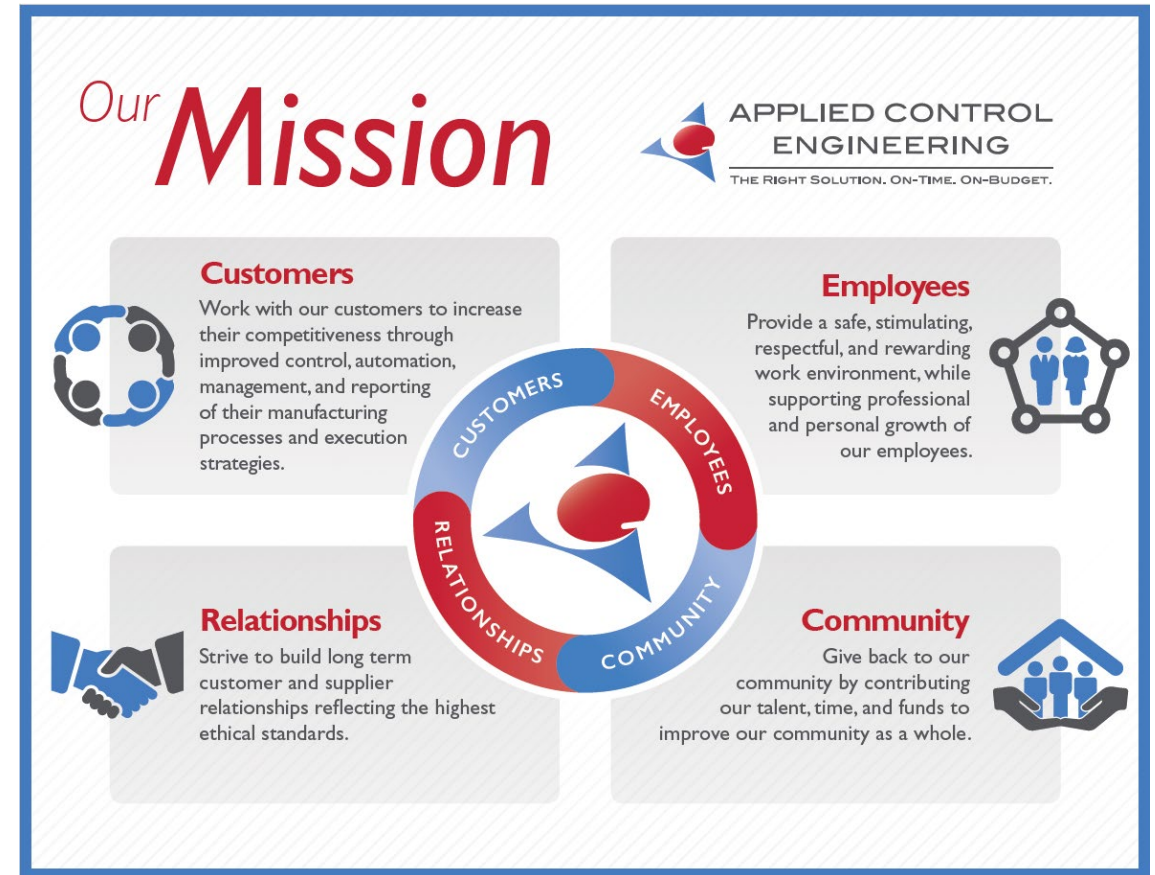 Our Mission
APPLIED CONTROL
ENGINEERING
THE RIGHT SOLUTION. ON-TIME. ON-BUDGET.
Customers
Work with our customers to increase
their competitiveness through
improved control, automation,
management, and reporting
of their manufacturing
processes and execution
strategies.
Employees
Provide a safe, stimulating,
respectful, and rewarding
work environment, while
supporting professional
and personal growth of
our employees.
CUSTOMERS
EMPLOYEES
RELATIONSHIPS
COMMUNITY
Relationships
Strive to build long term
customer and supplier
relationships reflecting the highest
ethical standards.
Community
Give back to our
community by contributing
our talent, time, and funds to
improve our community as a whole.